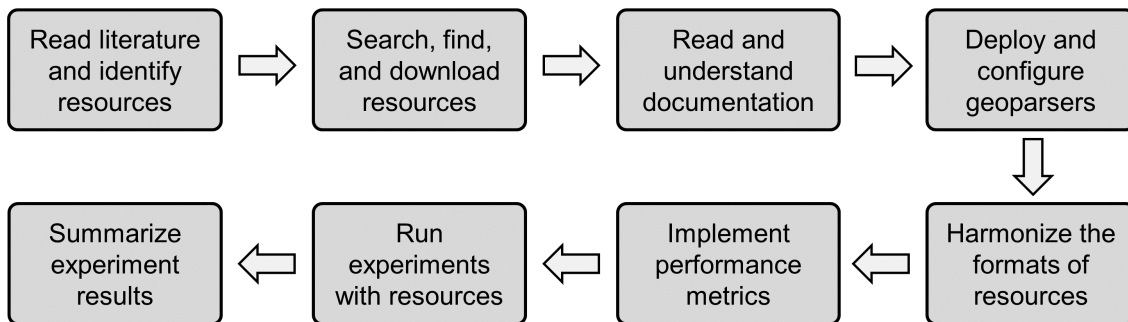 Read literature
and identify
resources
Search, find,
and download
resources
Read and
understand
documentation
Deploy and
configure
geoparsers
Harmonize the
formats of
resources
Implement
performance
metrics
Run
experiments
with resources
Summarize
experiment
results